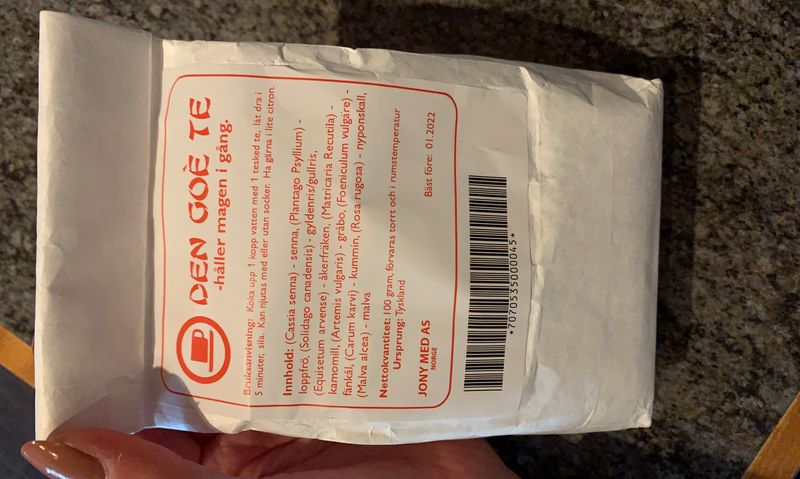 DEN GOÈ TE
-håller magen i gång.
Bruksanvisning: Koka upp 1 kopp vatten med 1 tesked te, låt dra i
5 minuter, sila. Kan njutas med eller utan socker. Ha gärna i lite citron.
Innhold: (Cassia senna) - senna, (Plantago Psyllium) -
loppfrö, (Solidago canadensis) - gyldenris/gullris,
(Equisetum arvense) - åkerfräken, (Matricaria Recutila) -
kamomill, (Artemis vulgaris) - gråbo, (Foeniculum vulgäre) -
fänkål, (Carum karvi) - kummin, (Rosa rugosa) - nyponskall,
(Malva alcea) - malva
Nettokvantitet: 100 gram, förvaras torrt och i rumstemperatur
Ursprung: Tyskland
JONY MED AS Bäst före: 01.2022
NORGE
*7070535000045*